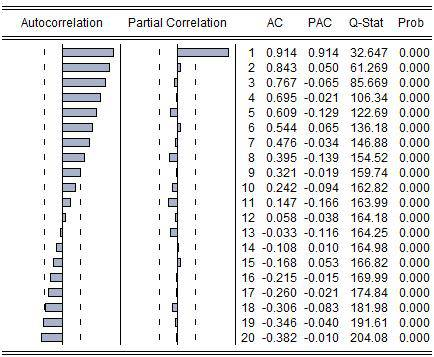 Autocorrelation Partial Correlation AC PAC Q-Stat Prob
1 0.914 0.914 32.647 0.000
2 0.843 0.050 61.269 0.000
3 0.767 -0.065 85.669 0.000
4 0.695 -0.021 106.34 0.000
5 0.609 -0.129 122.69 0.000
6 0.544 0.065 136.18 0.000
7 0.476 -0.034 146.88 0.000
8 0.395 -0.139 154.52 0.000
9 0.321 -0.019 159.74 0.000
10 0.242 -0.094 162.82 0.000
11 0.147 -0.166 163.99 0.000
12 0.058 -0.038 164.18 0.000
13 -0.033 -0.116 164.25 0.000
14 -0.108 0.010 164.98 0.000
15 -0.168 0.053 166.82 0.000
16 -0.215 -0.015 169.99 0.000
17 -0.260 -0.021 174.84 0.000
18 -0.306 -0.083 181.98 0.000
19 -0.346 -0.040 191.61 0.000
20 -0.382 -0.010 204.08 0.000